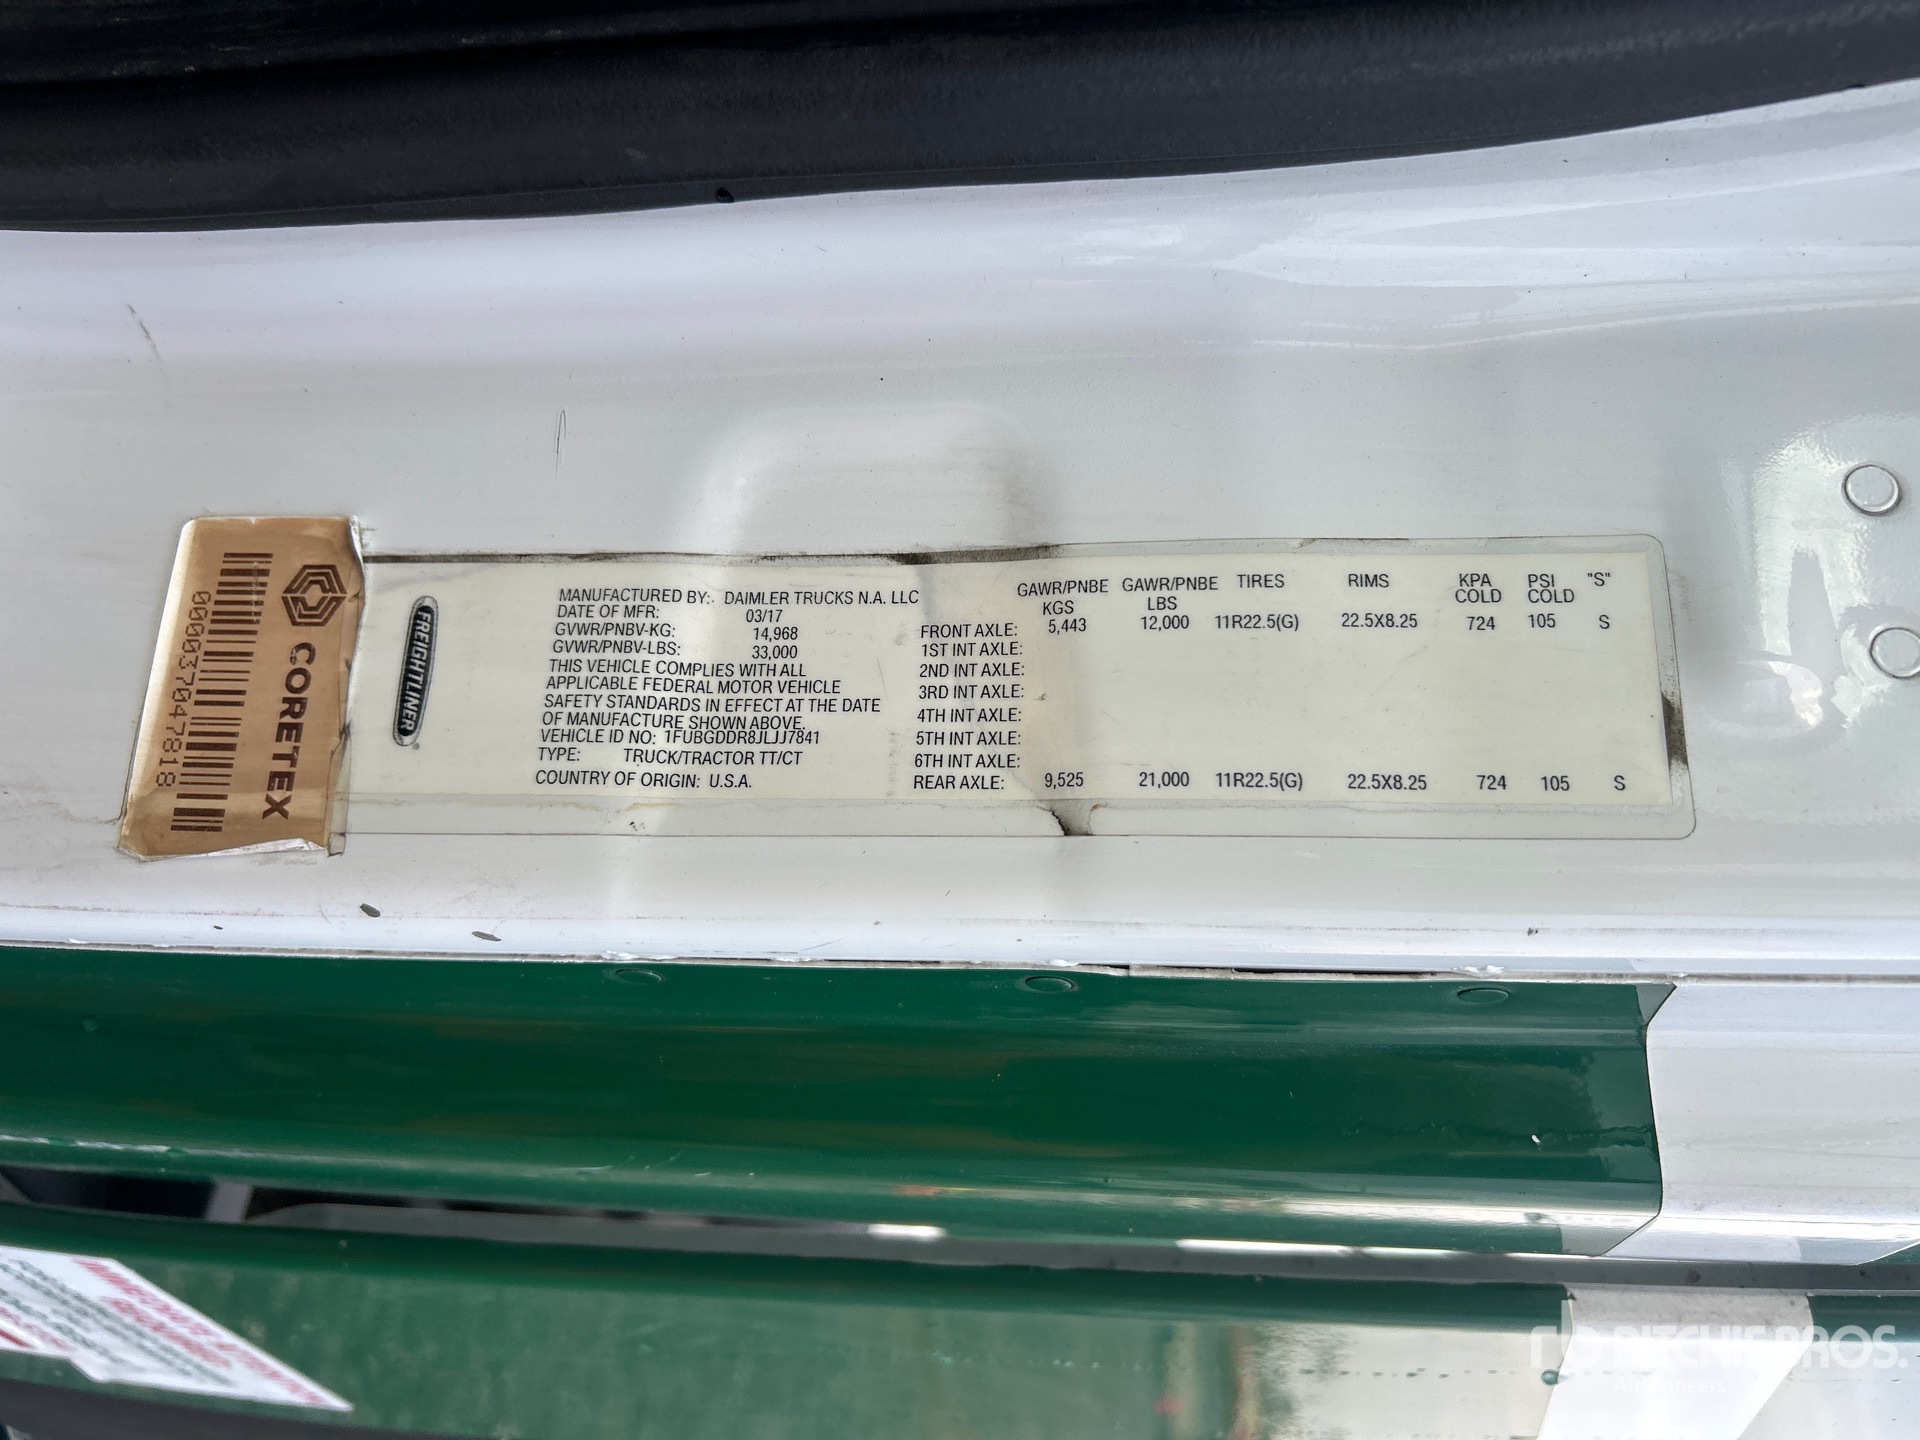 CORETEX
000037047818
FREIGHTLINER®
MANUFACTURED BY: DAIMLER TRUCKS N.A. LLC
DATE OF MFR: 03/17
GVWR/PNBV-KG: 14,968
GVWR/PNBV-LBS: 33,000
THIS VEHICLE COMPLIES WITH ALL
APPLICABLE FEDERAL MOTOR VEHICLE
SAFETY STANDARDS IN EFFECT AT THE DATE
OF MANUFACTURE SHOWN ABOVE.
VEHICLE ID NO: 1FUBGDDR8JLJJ7841
TYPE: TRUCK/TRACTOR TT/CT
COUNTRY OF ORIGIN: U.S.A.
GAWR/PNBE KGS GAWR/PNBE LBS TIRES RIMS KPA COLD PSI COLD "S"
FRONT AXLE: 5,443 12,000 11R22.5(G) 22.5X8.25 724 105 S
1ST INT AXLE:
2ND INT AXLE:
3RD INT AXLE:
4TH INT AXLE:
5TH INT AXLE:
6TH INT AXLE:
REAR AXLE: 9,525 21,000 11R22.5(G) 22.5X8.25 724 105 S
RITCHIE BROS.
Auctioneers